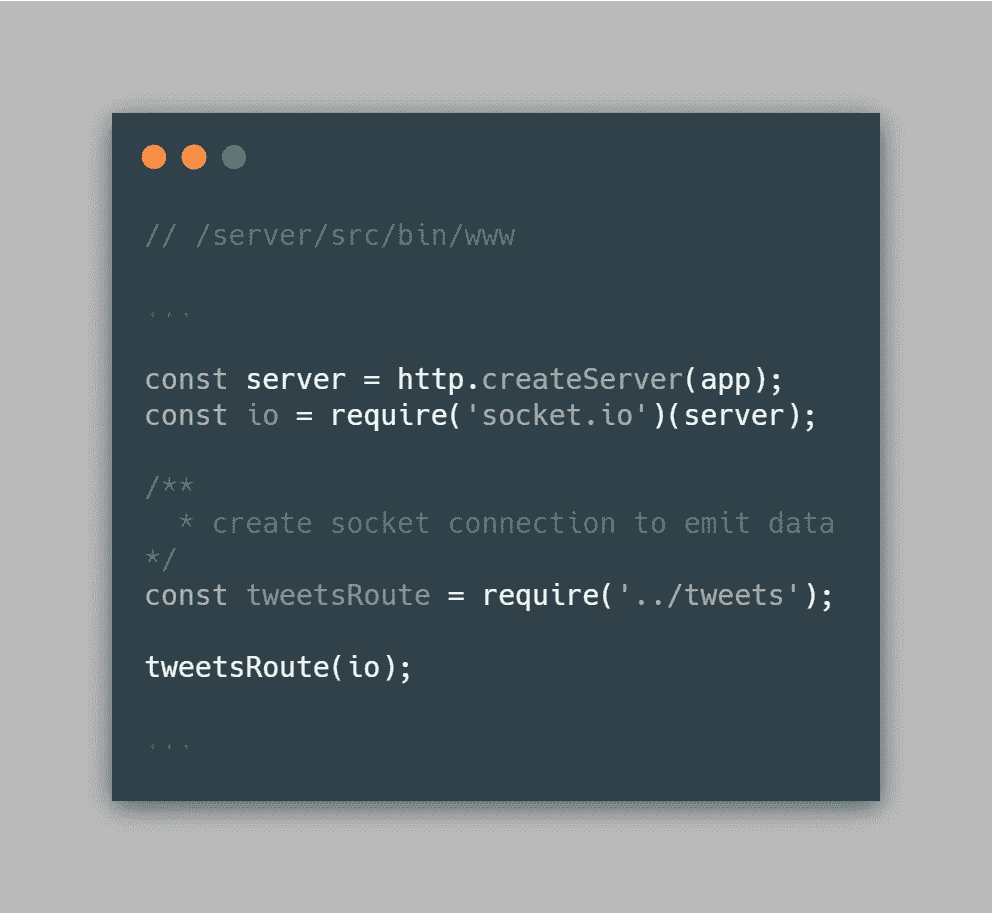 // /server/src/bin/www
...
const server = http.createServer(app);
const io = require('socket.io')(server);
/**
  * create socket connection to emit data
*/
const tweetsRoute = require('../tweets');
tweetsRoute(io);
...